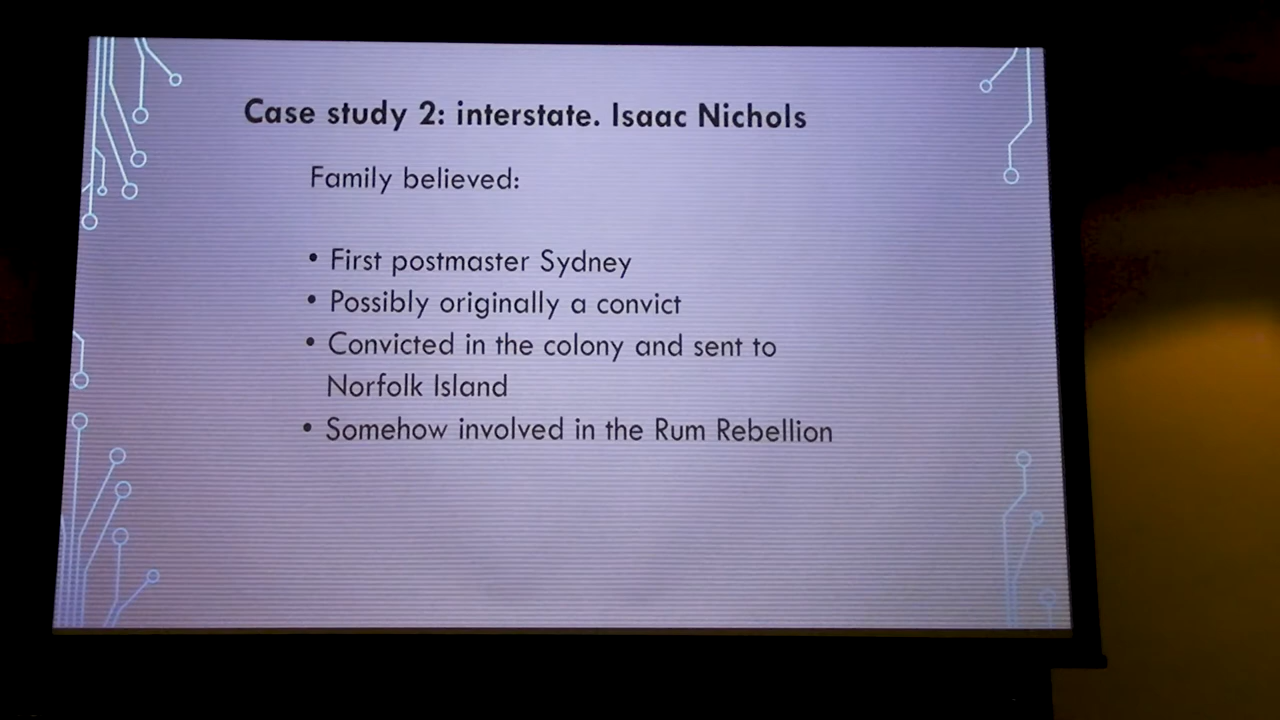 Case study 2: interstate. Isaac Nichols
Family believed:
• First postmaster Sydney
• Possibly originally a convict
• Convicted in the colony and sent to
Norfolk Island
• Somehow involved in the Rum Rebellion